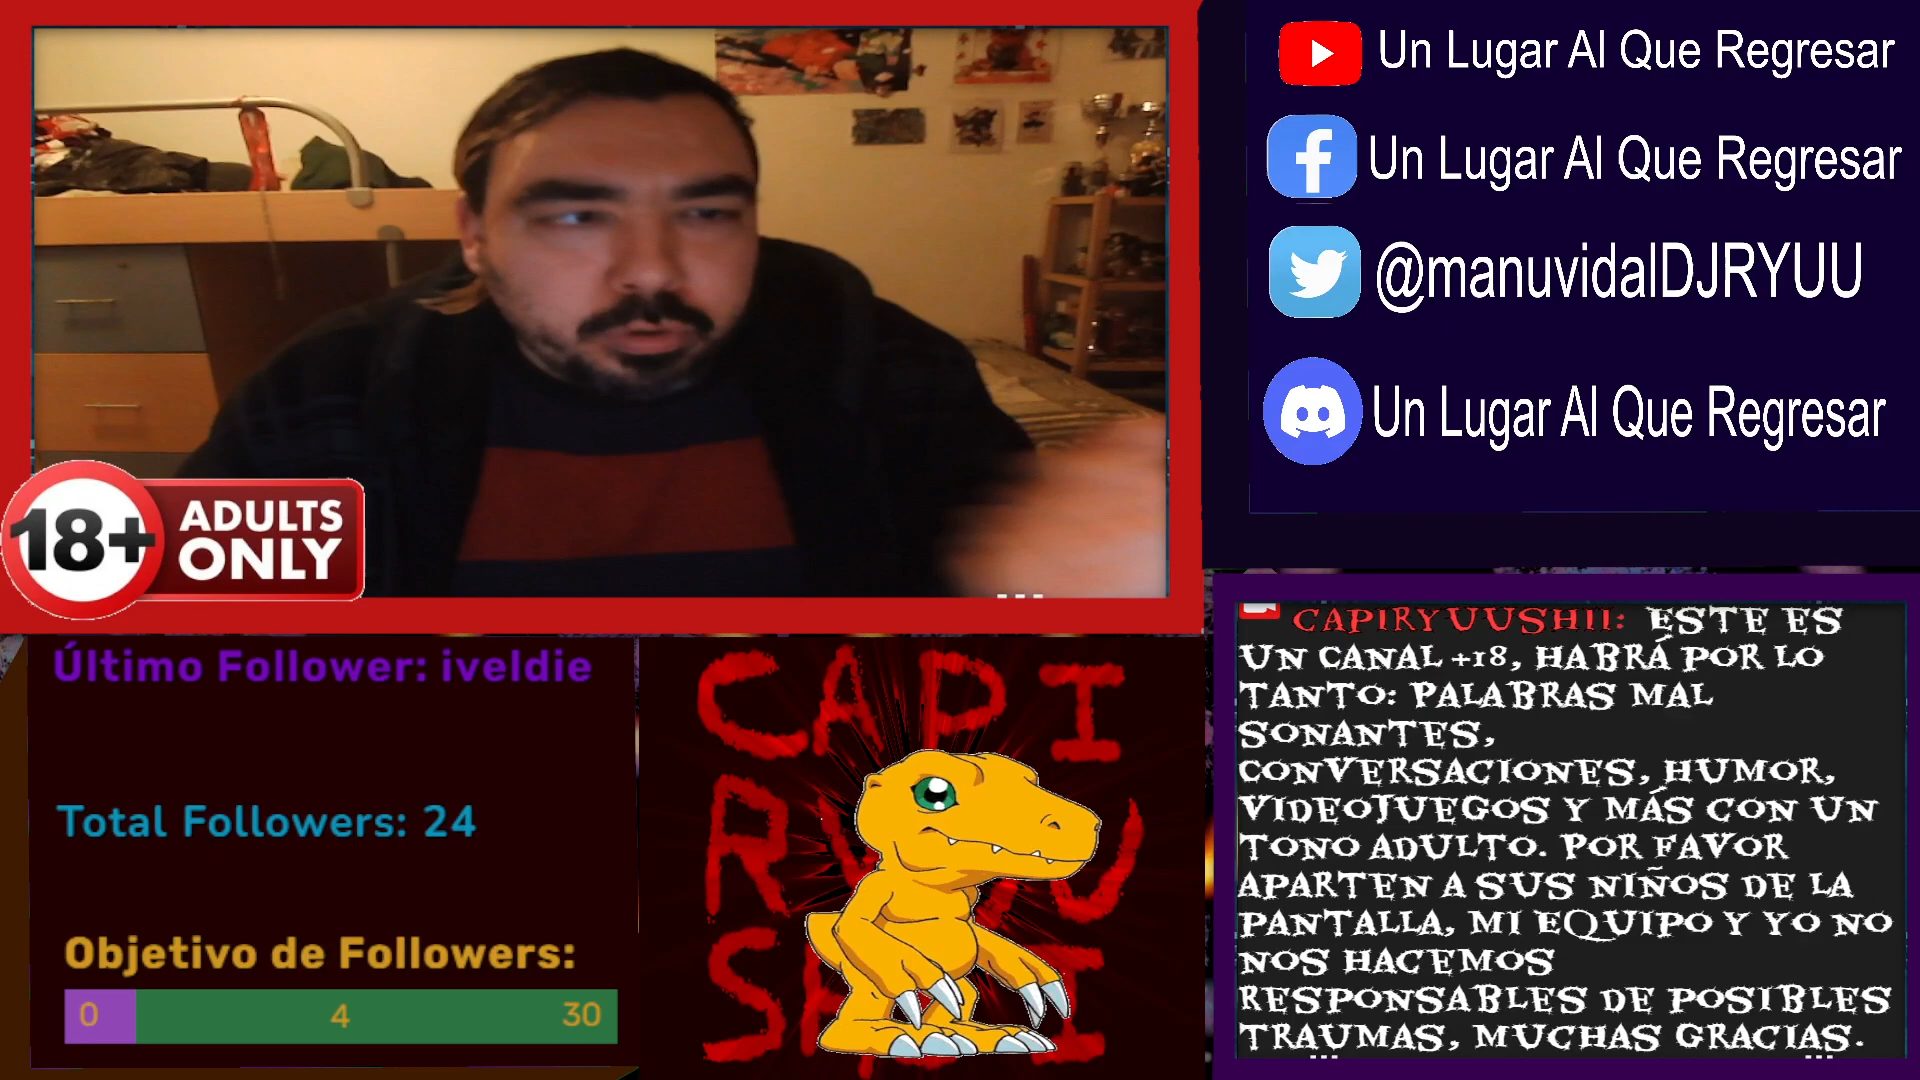 Un Lugar Al Que Regresar
Un Lugar Al Que Regresar
@manuvidalDJRYUU
Un Lugar Al Que Regresar
18+
ADULTS
ONLY
Último Follower: iveldie
Total Followers: 24
Objetivo de Followers:
0 4 30
CAPI
RYUU
SHI
CAPIRYUUSHII: ESTE ES
UN CANAL +18, HABRÁ POR LO
TANTO: PALABRAS MAL
SONANTES,
CONVERSACIONES, HUMOR,
VIDEOJUEGOS Y MÁS CON UN
TONO ADULTO. POR FAVOR
APARTEN A SUS NIÑOS DE LA
PANTALLA, MI EQUIPO Y YO NO
NOS HACEMOS
RESPONSABLES DE POSIBLES
TRAUMAS, MUCHAS GRACIAS.